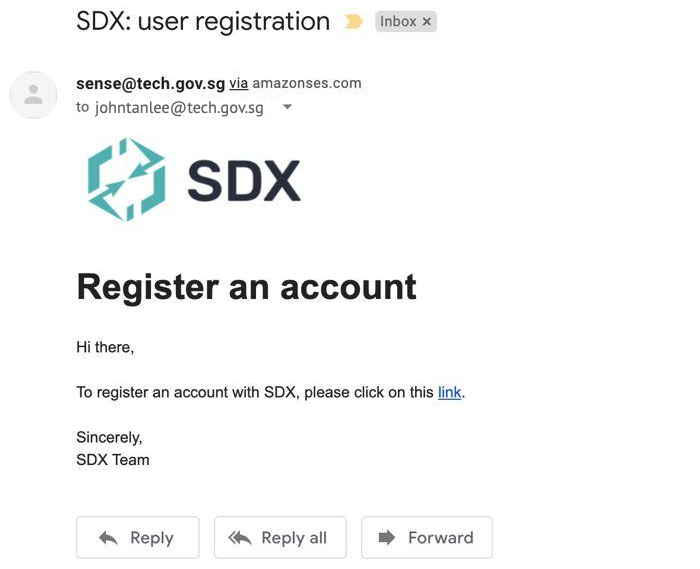 SDX: user registration
Inbox ×
sense@tech.gov.sg via amazonses.com
to johntanlee@tech.gov.sg
SDX
Register an account
Hi there,
To register an account with SDX, please click on this link.
Sincerely,
SDX Team
Reply
Reply all
Forward